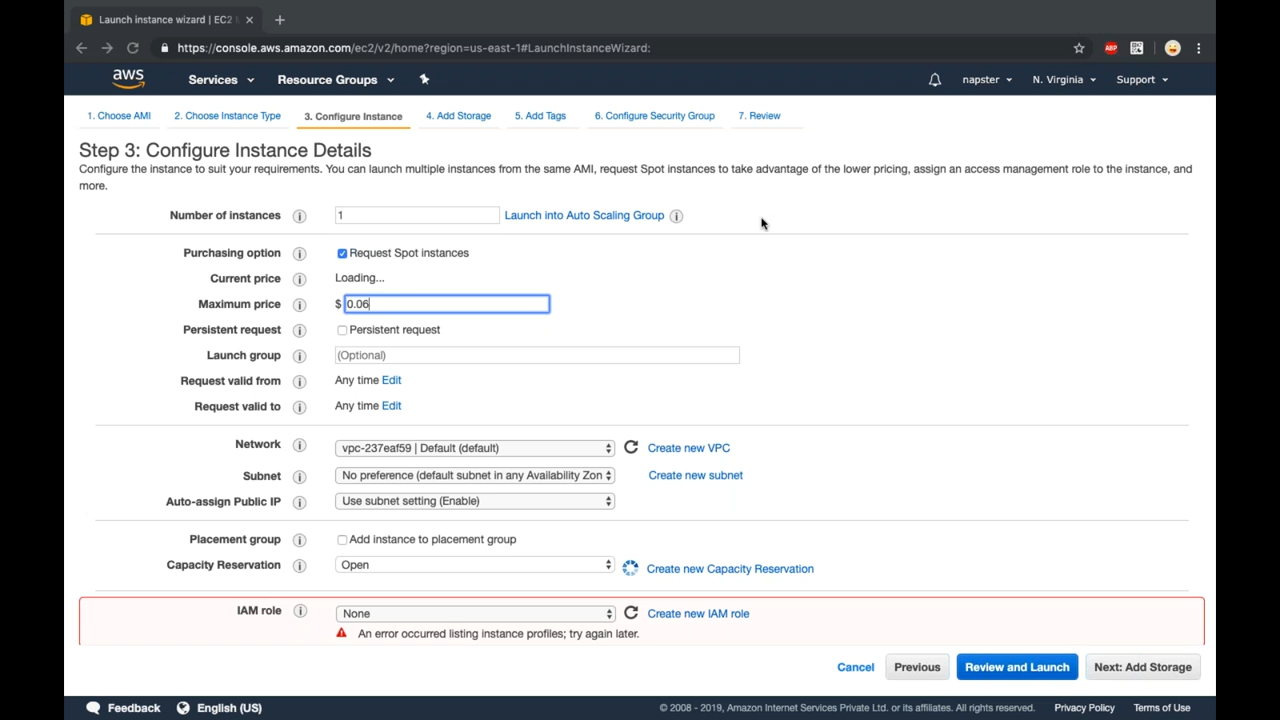 Launch instance wizard | EC2
https://console.aws.amazon.com/ec2/v2/home?region=us-east-1#LaunchInstanceWizard:
ABP
aws Services Resource Groups napster N. Virginia Support
1. Choose AMI 2. Choose Instance Type 3. Configure Instance 4. Add Storage 5. Add Tags 6. Configure Security Group 7. Review
Step 3: Configure Instance Details
Configure the instance to suit your requirements. You can launch multiple instances from the same AMI, request Spot instances to take advantage of the lower pricing, assign an access management role to the instance, and
more.
Number of instances 1 Launch into Auto Scaling Group
Purchasing option Request Spot instances
Current price Loading...
Maximum price $ 0.06
Persistent request Persistent request
Launch group (Optional)
Request valid from Any time Edit
Request valid to Any time Edit
Network vpc-237eaf59 | Default (default) Create new VPC
Subnet No preference (default subnet in any Availability Zon Create new subnet
Auto-assign Public IP Use subnet setting (Enable)
Placement group Add instance to placement group
Capacity Reservation Open Create new Capacity Reservation
IAM role None Create new IAM role
An error occurred listing instance profiles; try again later.
Cancel Previous Review and Launch Next: Add Storage
Feedback English (US) © 2008 - 2019, Amazon Internet Services Private Ltd. or its affiliates. All rights reserved. Privacy Policy Terms of Use